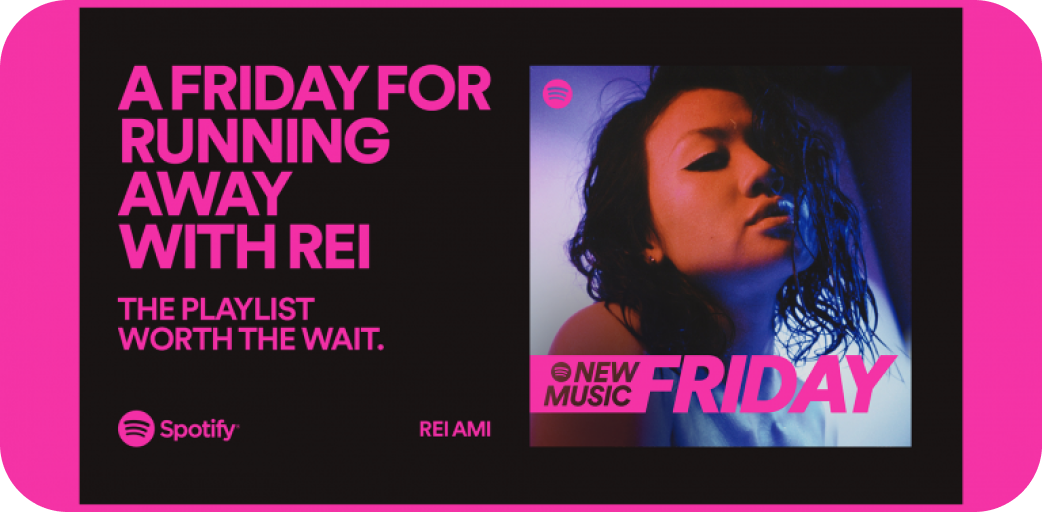 A FRIDAY FOR
RUNNING
AWAY
WITH REI
THE PLAYLIST
WORTH THE WAIT.
Spotify®
REI AMI
NEW
MUSIC
FRIDAY